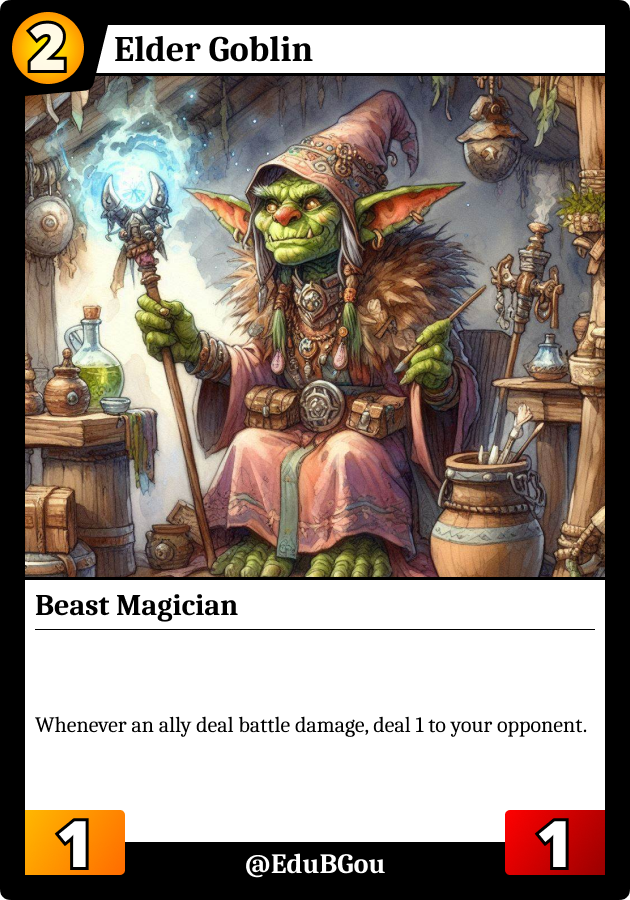 2
Elder Goblin
Beast Magician
Whenever an ally deal battle damage, deal 1 to your opponent.
1
@EduBGou
1